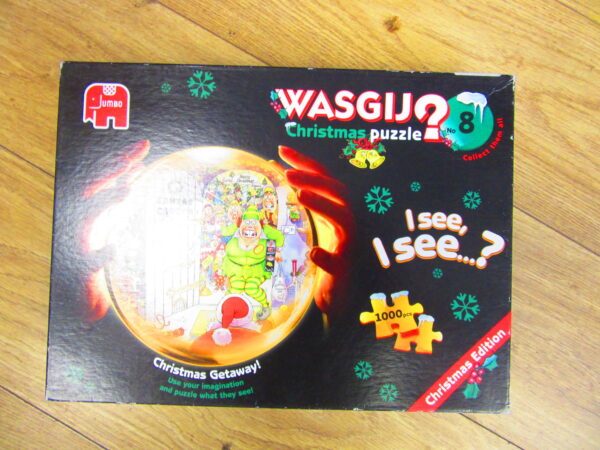 JUMBO
WASGIJ?
Christmas puzzle
No 8
Collect them all
I see,
I see...?
1000pcs
Christmas Getaway!
Use your imagination
and puzzle what they see!
Christmas Edition